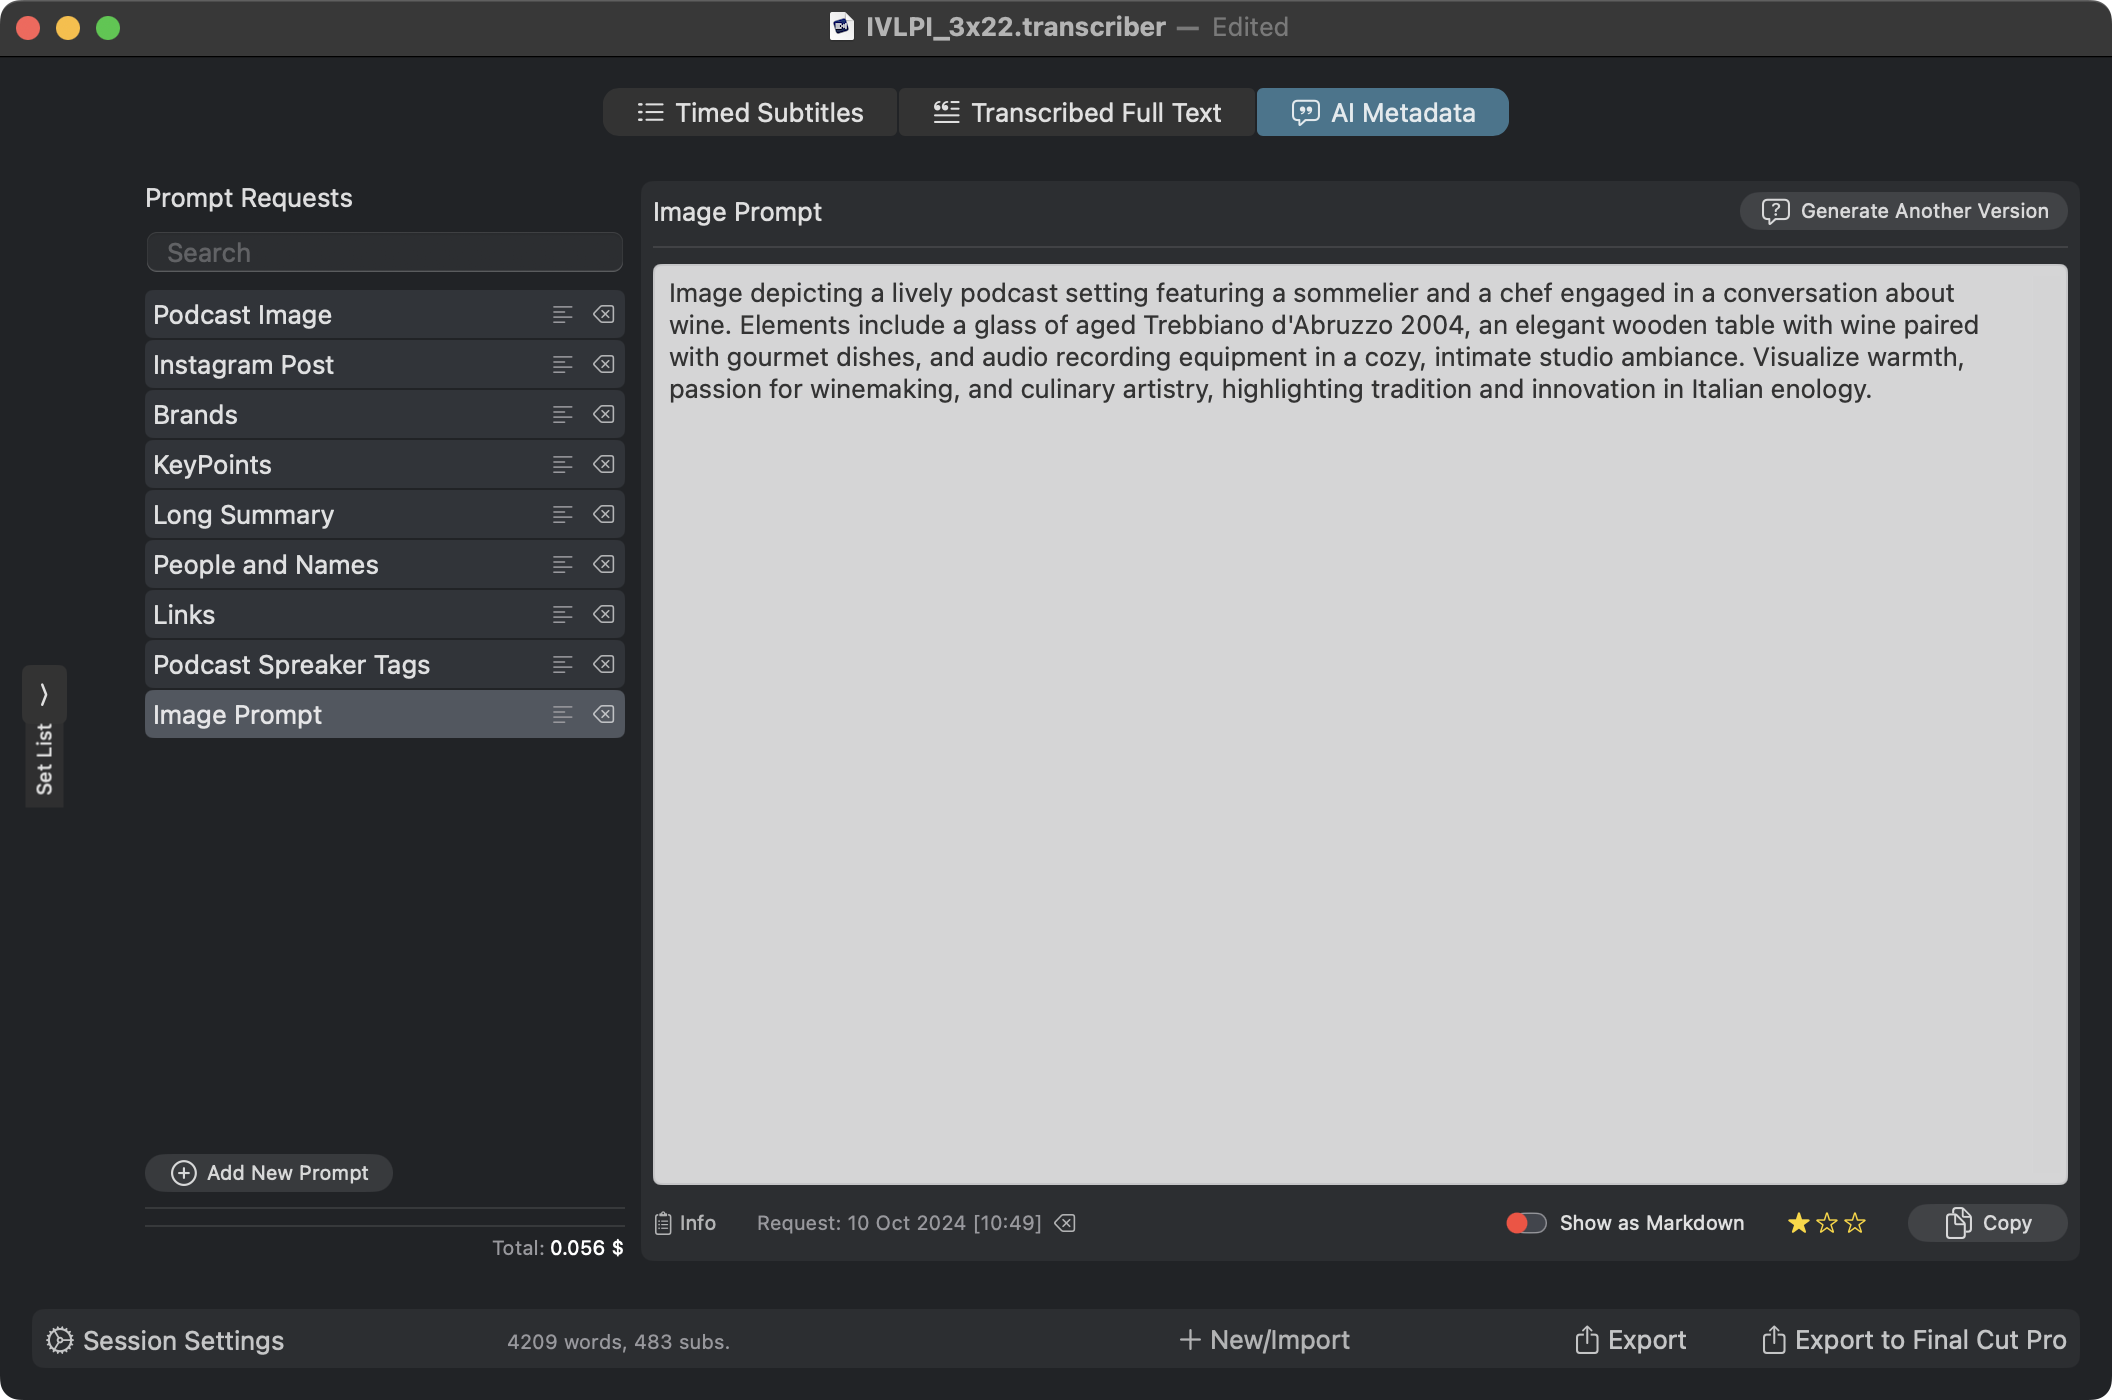 IVLPI_3x22.transcriber — Edited
Timed Subtitles
Transcribed Full Text
AI Metadata
Prompt Requests
Search
Podcast Image
Instagram Post
Brands
KeyPoints
Long Summary
People and Names
Links
Podcast Spreaker Tags
Image Prompt
Set List
Add New Prompt
Total: 0.056 $
Image Prompt
Generate Another Version
Image depicting a lively podcast setting featuring a sommelier and a chef engaged in a conversation about
wine. Elements include a glass of aged Trebbiano d'Abruzzo 2004, an elegant wooden table with wine paired
with gourmet dishes, and audio recording equipment in a cozy, intimate studio ambiance. Visualize warmth,
passion for winemaking, and culinary artistry, highlighting tradition and innovation in Italian enology.
Info
Request: 10 Oct 2024 [10:49]
Show as Markdown
Copy
Session Settings
4209 words, 483 subs.
New/Import
Export
Export to Final Cut Pro